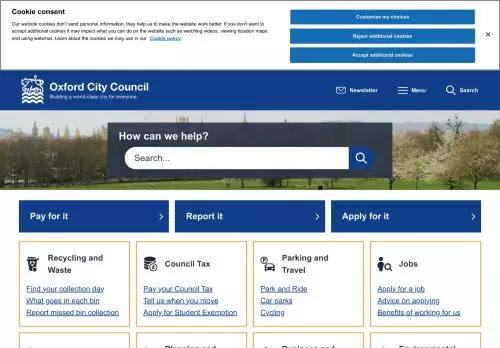 Cookie consent
Our website cookies don't send personal information, they help us to make the website work better. If you don't want to
accept additional cookies it may impact what you can do on the website such as watching videos, viewing location maps
and using webchat. Learn about the cookies we may use in our Cookie policy
Customise my choices
Reject additional cookies
Accept additional cookies
Oxford City Council
Building a world-class city for everyone
Newsletter
Menu
Search
How can we help?
Search...
Pay for it
Report it
Apply for it
Recycling and
Waste
Find your collection day
What goes in each bin
Report missed bin collection
Council Tax
Pay your Council Tax
Tell us when you move
Apply for Student Exemption
Parking and
Travel
Park and Ride
Car parks
Cycling
Jobs
Apply for a job
Advice on applying
Benefits of working for us
Planning and
Business and
Environmental